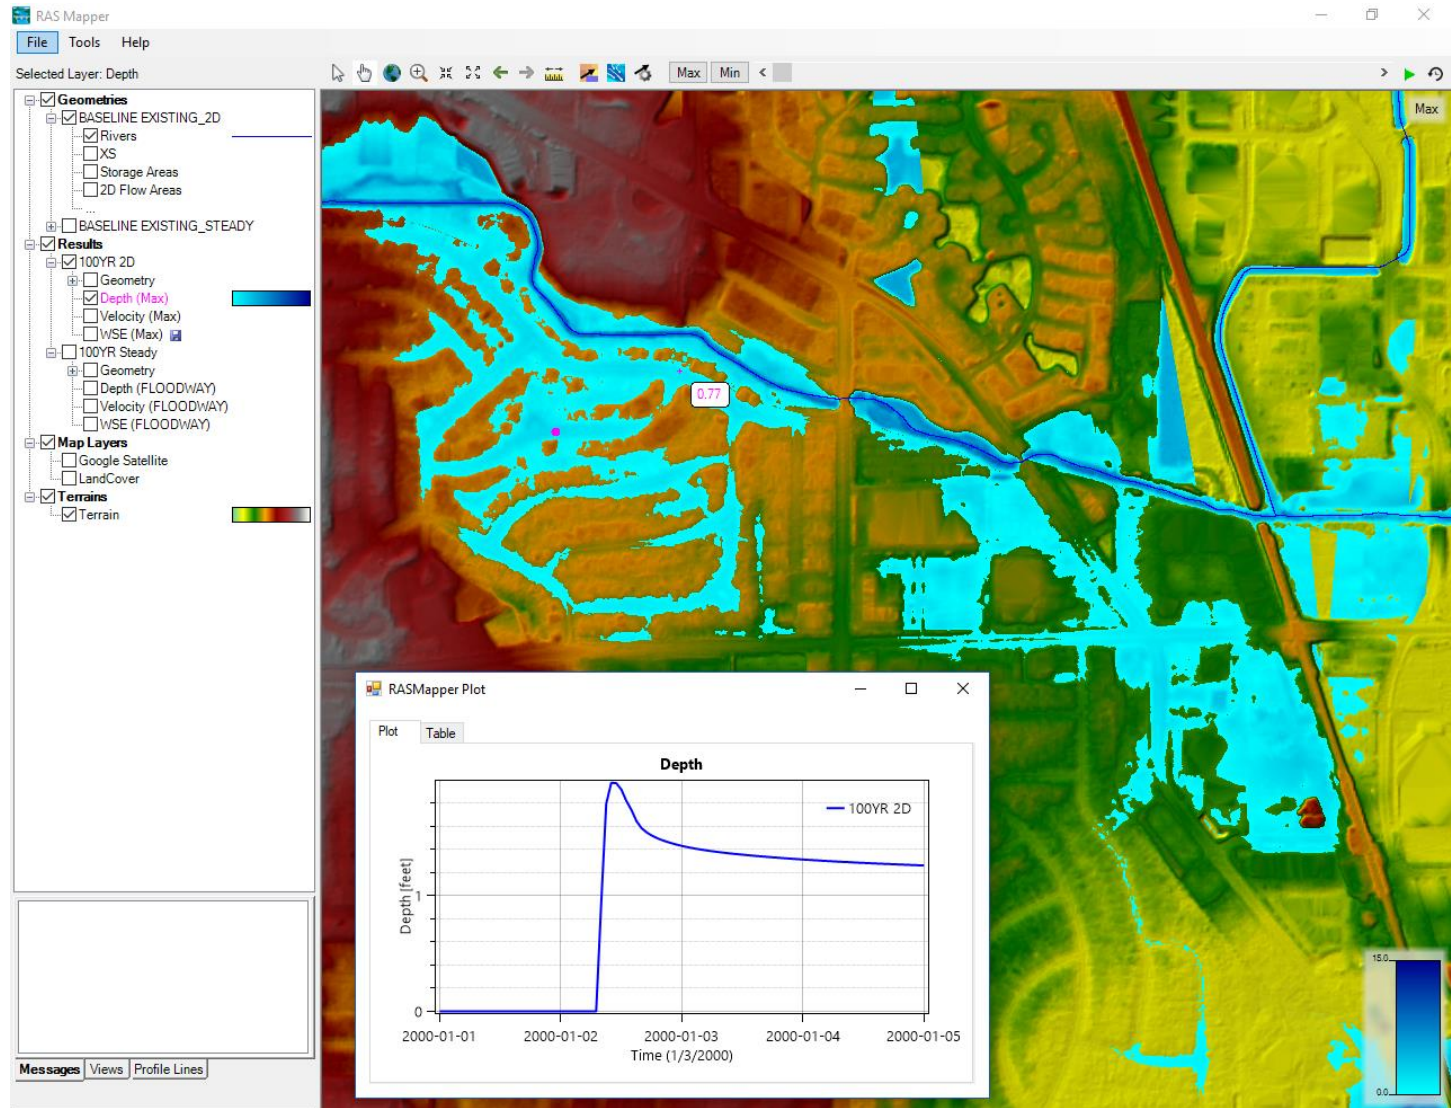 RAS Mapper
File Tools Help
Selected Layer: Depth
Max Min < >
Geometries
BASELINE EXISTING_2D
Rivers
XS
Storage Areas
2D Flow Areas
...
BASELINE EXISTING_STEADY
Results
100YR 2D
Geometry
Depth (Max)
Velocity (Max)
WSE (Max)
100YR Steady
Geometry
Depth (FLOODWAY)
Velocity (FLOODWAY)
WSE (FLOODWAY)
Map Layers
Google Satellite
LandCover
Terrains
Terrain
Max
0.77
RASMapper Plot
Plot Table
Depth
100YR 2D
Depth [feet]
1
0
2000-01-01 2000-01-02 2000-01-03 2000-01-04 2000-01-05
Time (1/3/2000)
15.0
0.0
Messages Views Profile Lines